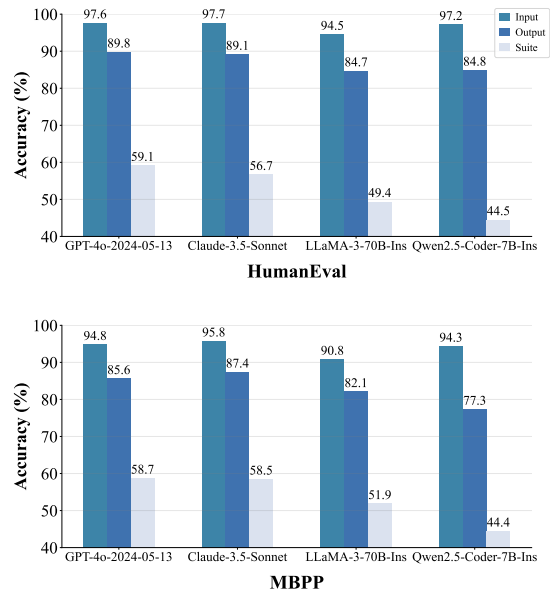 97.6 97.7 94.5 97.2
89.8 89.1 84.7 84.8
59.1 56.7 49.4 44.5
Input
Output
Suite
100
90
80
70
60
50
40
Accuracy (%)
GPT-4o-2024-05-13 Claude-3.5-Sonnet LLaMA-3-70B-Ins Qwen2.5-Coder-7B-Ins
HumanEval
94.8 95.8 90.8 94.3
85.6 87.4 82.1 77.3
58.7 58.5 51.9 44.4
100
90
80
70
60
50
40
Accuracy (%)
GPT-4o-2024-05-13 Claude-3.5-Sonnet LLaMA-3-70B-Ins Qwen2.5-Coder-7B-Ins
MBPP